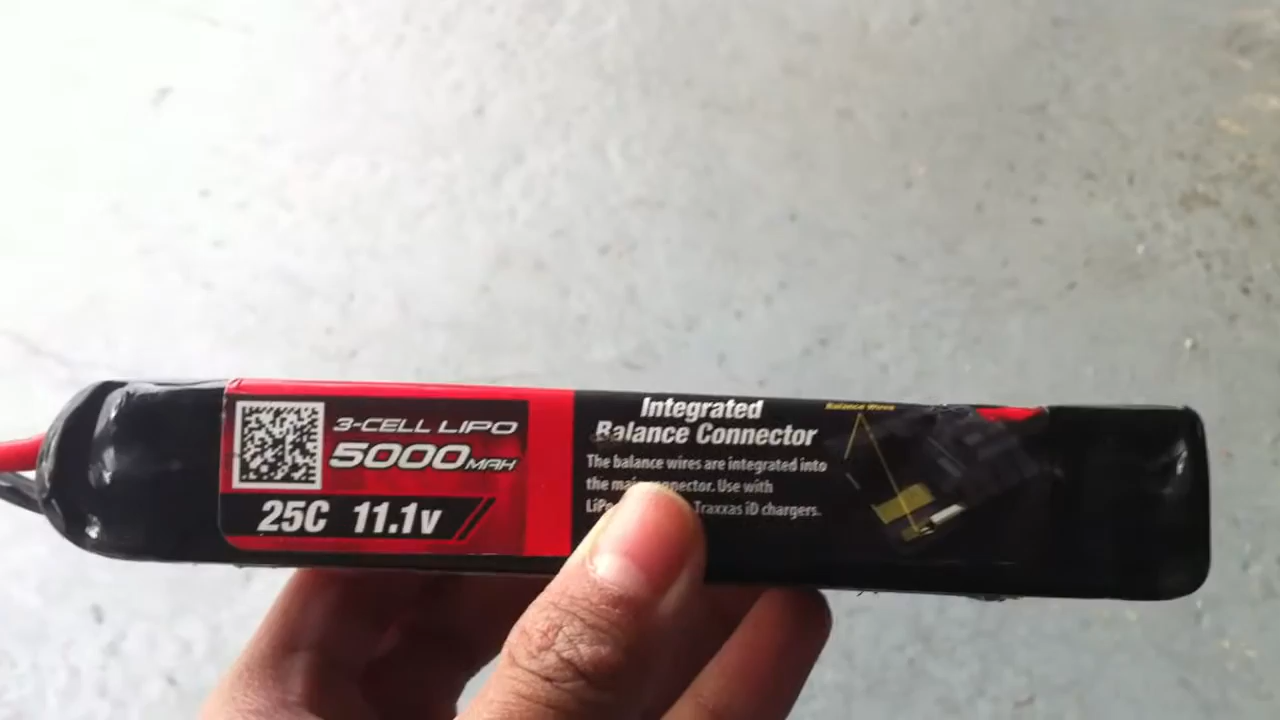 3-CELL LIPO
5000MAH
25C 11.1v
Integrated
Balance Connector
The balance wires are integrated into
the connector. Use with
Traxxas iD chargers.
Balance Wires